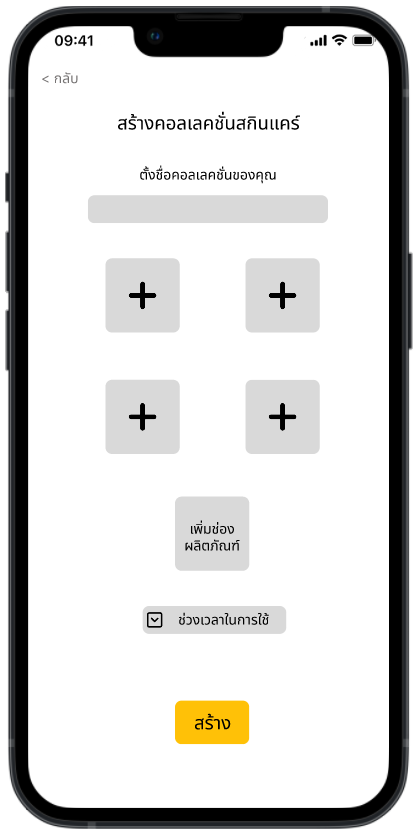 09:41
< กลับ
สร้างคอลเลคชั่นสกินแคร์
ตั้งชื่อคอลเลคชั่นของคุณ
เพิ่มช่อง
ผลิตภัณฑ์
ช่วงเวลาในการใช้
สร้าง